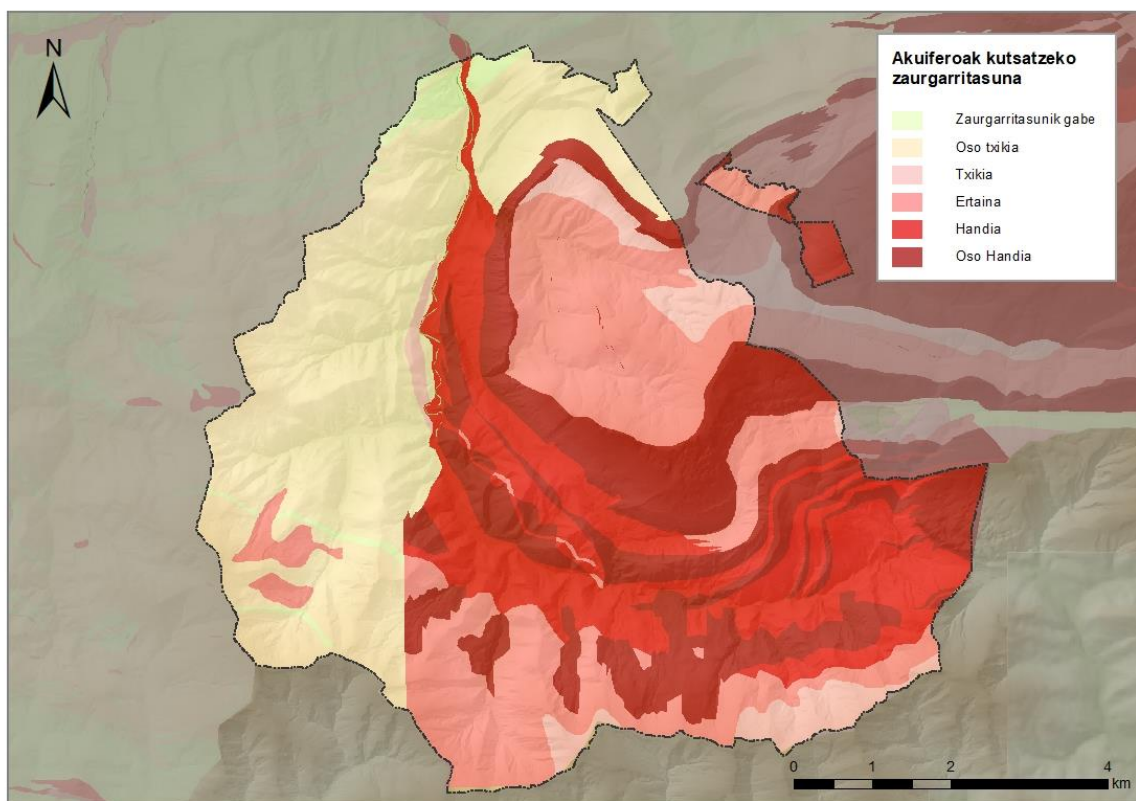 N
Akuiferoak kutsatzeko
zaurgarritasuna
Zaurgarritasunik gabe
Oso txikia
Txikia
Ertaina
Handia
Oso Handia
0 1 2 4
km